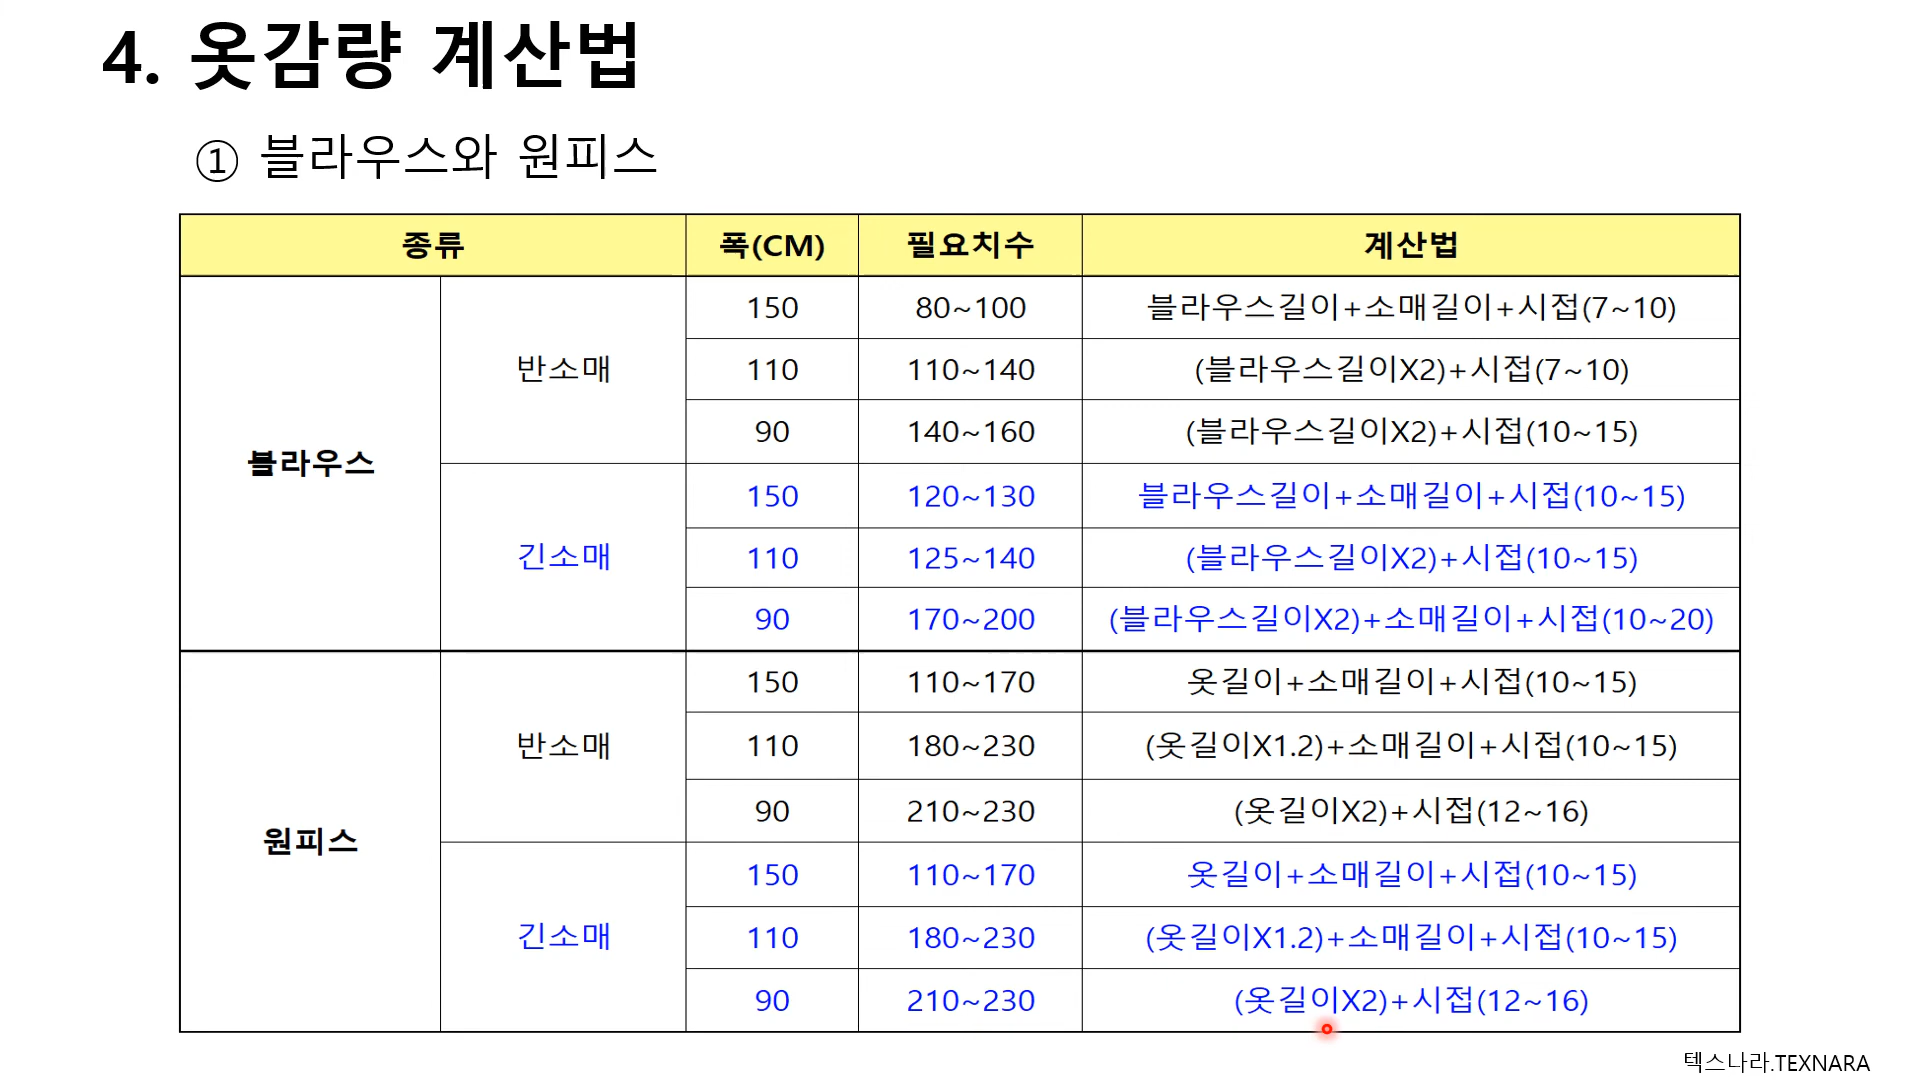 4. 옷감량 계산법
① 블라우스와 원피스
종류 폭(CM) 필요치수 계산법
블라우스 반소매 150 80~100 블라우스길이+소매길이+시접(7~10)
110 110~140 (블라우스길이X2)+시접(7~10)
90 140~160 (블라우스길이X2)+시접(10~15)
긴소매 150 120~130 블라우스길이+소매길이+시접(10~15)
110 125~140 (블라우스길이X2)+시접(10~15)
90 170~200 (블라우스길이X2)+소매길이+시접(10~20)
원피스 반소매 150 110~170 옷길이+소매길이+시접(10~15)
110 180~230 (옷길이X1.2)+소매길이+시접(10~15)
90 210~230 (옷길이X2)+시접(12~16)
긴소매 150 110~170 옷길이+소매길이+시접(10~15)
110 180~230 (옷길이X1.2)+소매길이+시접(10~15)
90 210~230 (옷길이X2)+시접(12~16)
텍스나라.TEXNARA